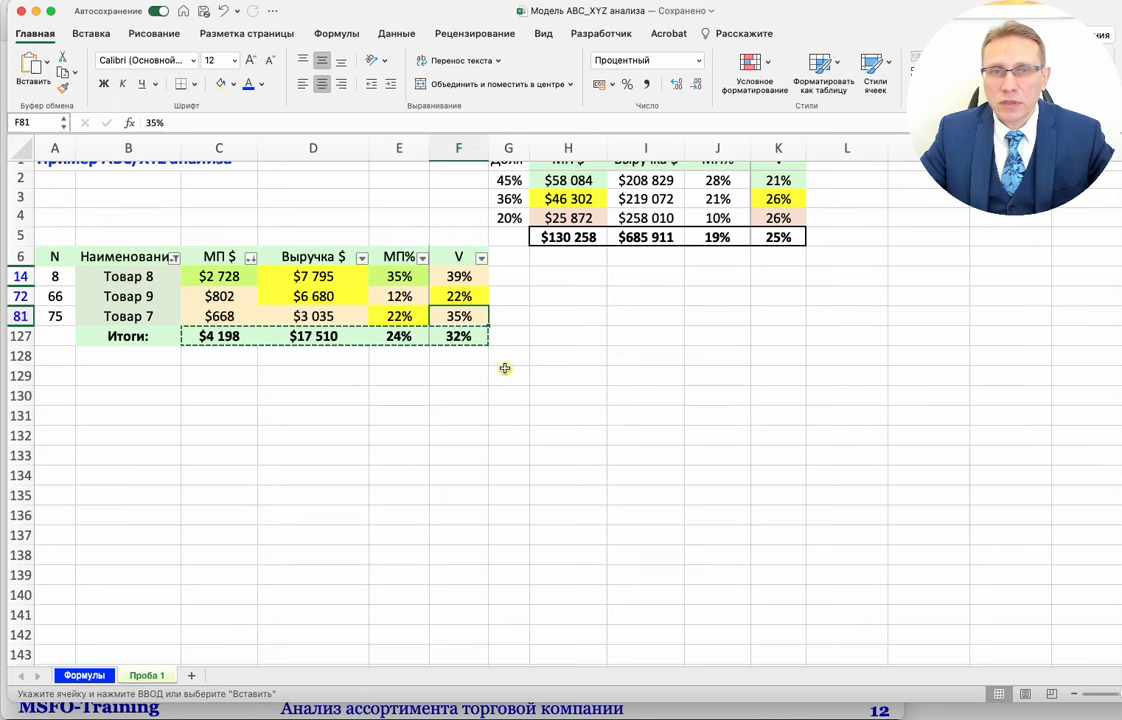 Автосохранение
Модель ABC_XYZ анализа — Сохранено
Главная Вставка Рисование Разметка страницы Формулы Данные Рецензирование Вид Разработчик Acrobat Расскажите
Вставить
Буфер обмена
Calibri (Основной... 12
Ж К Ч
Шрифт
Перенос текста
Объединить и поместить в центре
Выравнивание
Процентный
Число
Условное форматирование
Форматировать как таблицу
Стили ячеек
Стили
F81 fx 35%
A B C D E F G H I J K L
2 45% $58 084 $208 829 28% 21%
3 36% $46 302 $219 072 21% 26%
4 20% $25 872 $258 010 10% 26%
5 $130 258 $685 911 19% 25%
6 N Наименовани МП $ Выручка $ МП% V
14 8 Товар 8 $2 728 $7 795 35% 39%
72 66 Товар 9 $802 $6 680 12% 22%
81 75 Товар 7 $668 $3 035 22% 35%
127 Итоги: $4 198 $17 510 24% 32%
128
129
130
131
132
133
134
135
136
137
138
139
140
141
142
143
Формулы Проба 1
Укажите ячейку и нажмите ВВОД или выберите "Вставить"
MSFO-Training Анализ ассортимента торговой компании 12